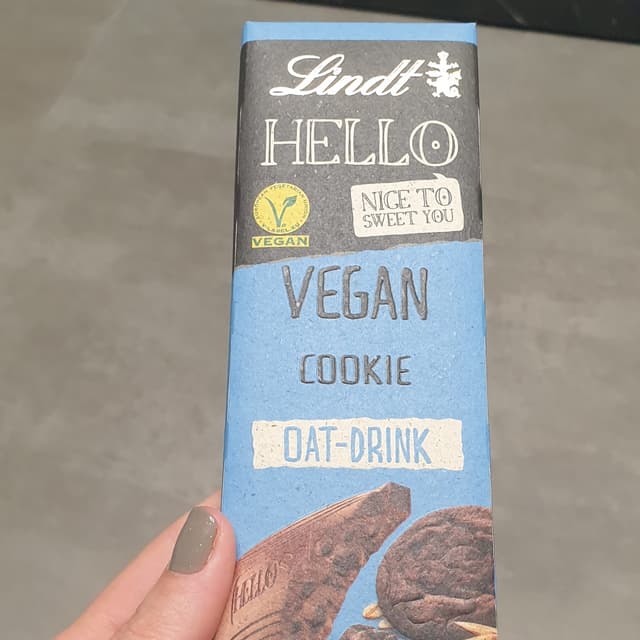 Lindt
HELLO
NICE TO
SWEET YOU
VEGAN
VEGAN
COOKIE
OAT-DRINK
HELLO